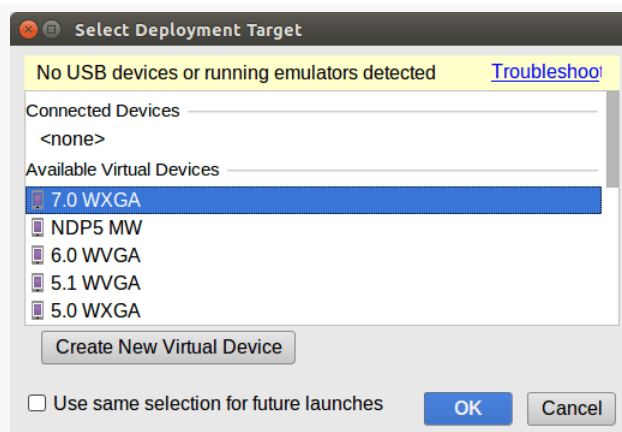 Select Deployment Target
No USB devices or running emulators detected Troubleshoot
Connected Devices
<none>
Available Virtual Devices
7.0 WXGA
NDP5 MW
6.0 WVGA
5.1 WVGA
5.0 WXGA
Create New Virtual Device
Use same selection for future launches OK Cancel